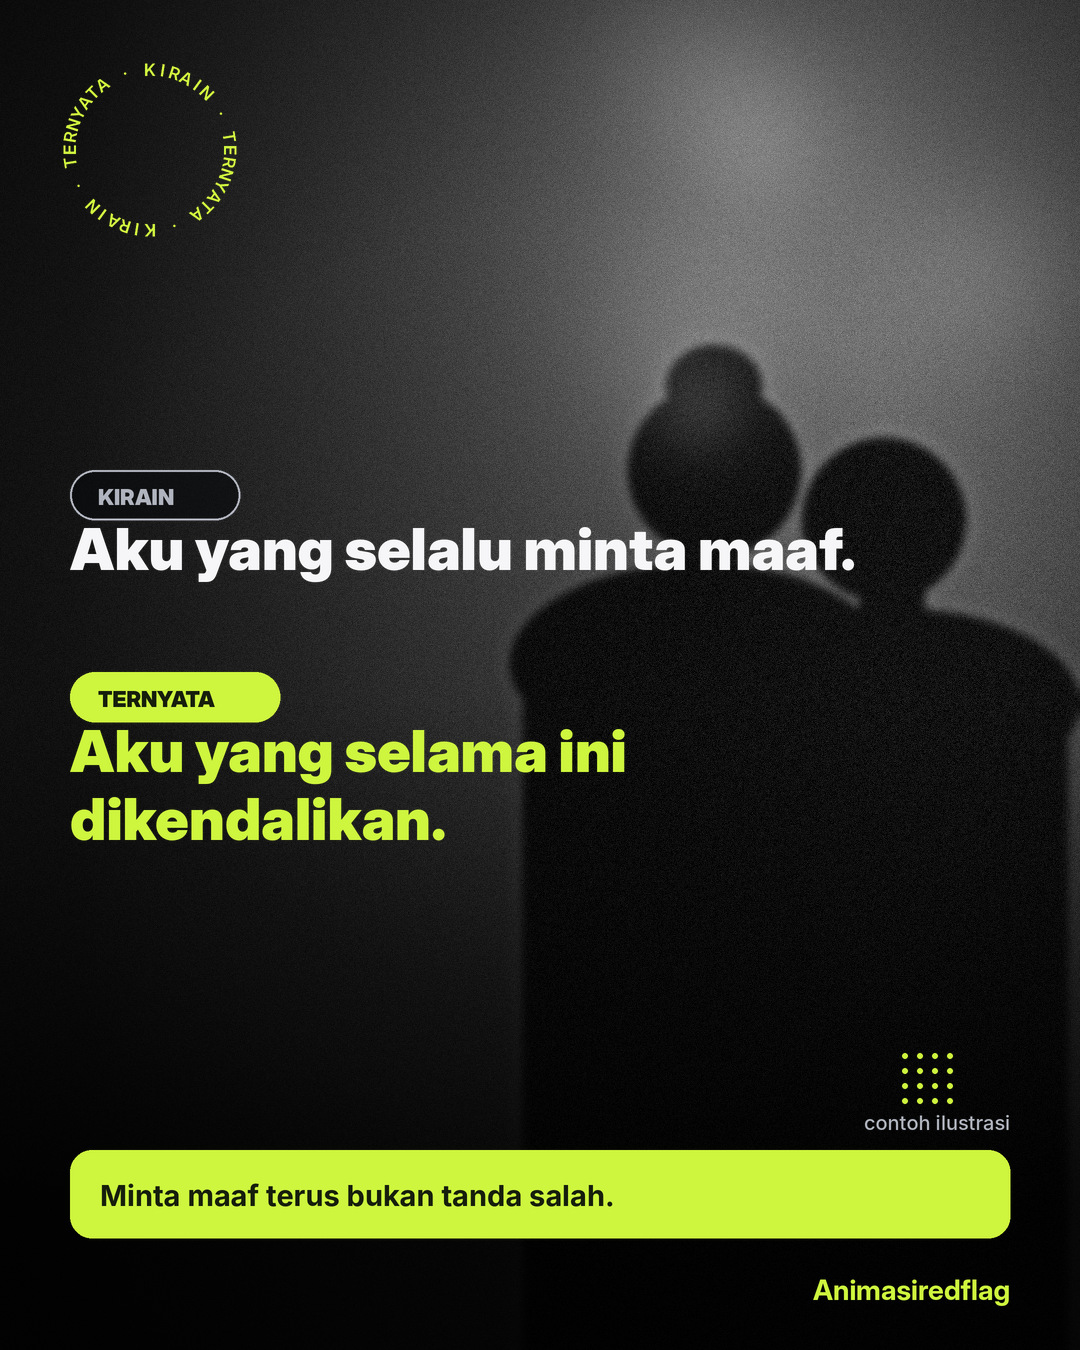 KIRAIN · TERNYATA · KIRAIN · TERNYATA ·
KIRAIN
Aku yang selalu minta maaf.
TERNYATA
Aku yang selama ini
dikendalikan.
contoh ilustrasi
Minta maaf terus bukan tanda salah.
Animasiredflag